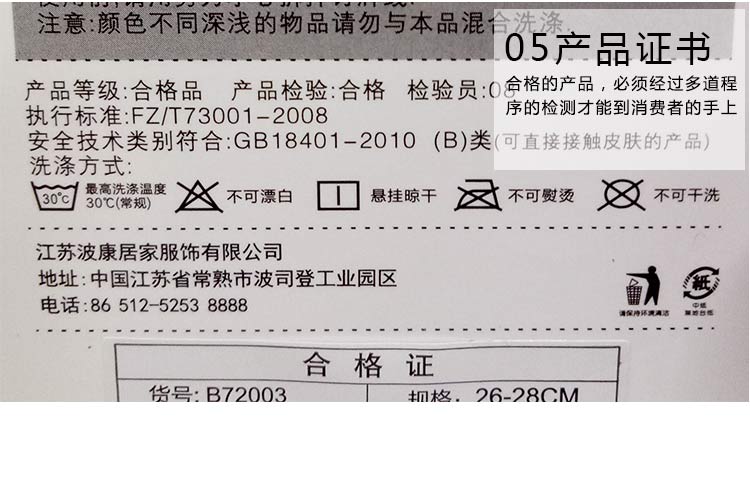 注意:颜色不同深浅的物品请勿与本品混合洗涤。
05产品证书
合格的产品，必须经过多道程
序的检测才能到消费者的手上
产品等级:合格品 产品检验:合格 检验员:08
执行标准:FZ/T73001-2008
安全技术类别符合:GB18401-2010 (B)类(可直接接触皮肤的产品)
洗涤方式:
30℃ 最高洗涤温度
30℃(常规)
不可漂白
悬挂晾干
不可熨烫
不可干洗
江苏波康居家服饰有限公司
地址:中国江苏省常熟市波司登工业园区
电话:86 512-5253 8888
请保持环境清洁
紙
合格证
货号: B72003
规格: 26-28CM